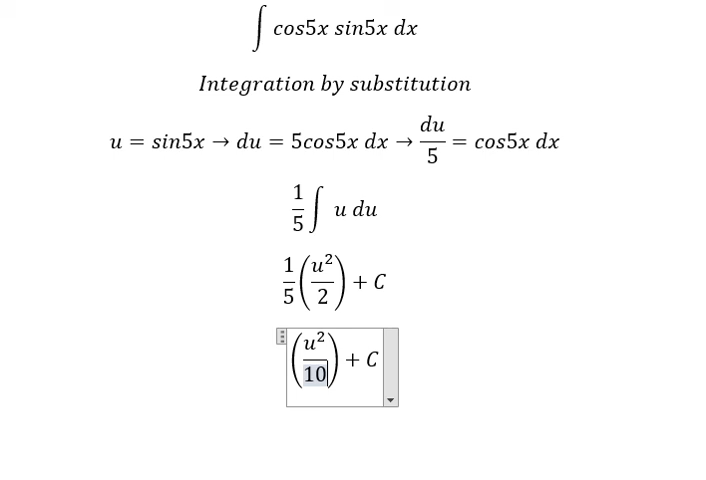 ∫ cos5x sin5x dx
Integration by substitution
u = sin5x → du = 5cos5x dx → du/5 = cos5x dx
1/5 ∫ u du
1/5 (u²/2) + C
(u²/10) + C